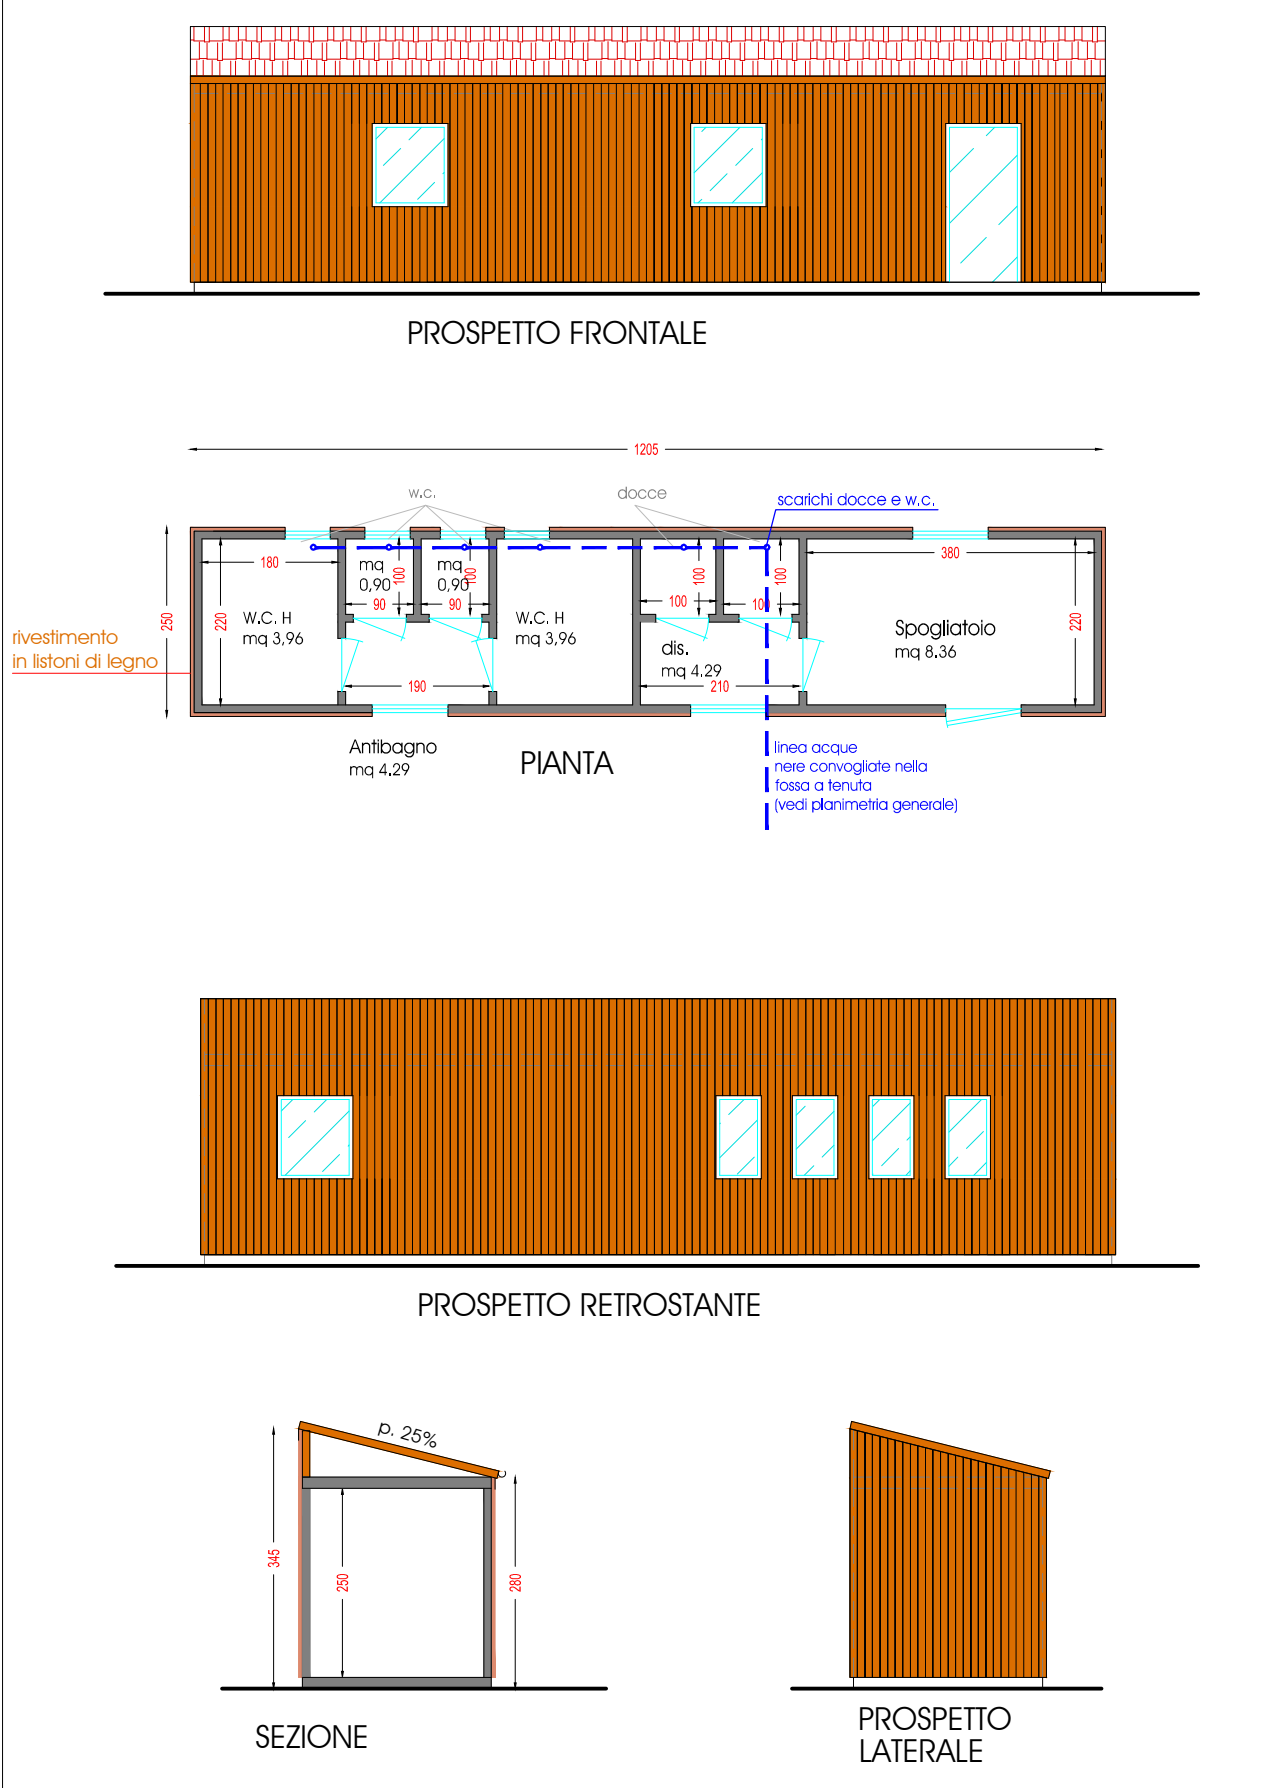 PROSPETTO FRONTALE
1205
w.c.
docce
scarichi docce e w.c.
180
mq
0,90
100
mq
0,90
100
100
100
380
90
90
100
100
250
220
W.C. H
mq 3,96
W.C. H
mq 3,96
dis.
mq 4.29
Spogliatoio
mq 8.36
220
rivestimento
in listoni di legno
190
210
Antibagno
mq 4.29
PIANTA
linea acque
nere convogliate nella
fossa a tenuta
(vedi planimetria generale)
PROSPETTO RETROSTANTE
p. 25%
345
250
280
SEZIONE
PROSPETTO
LATERALE